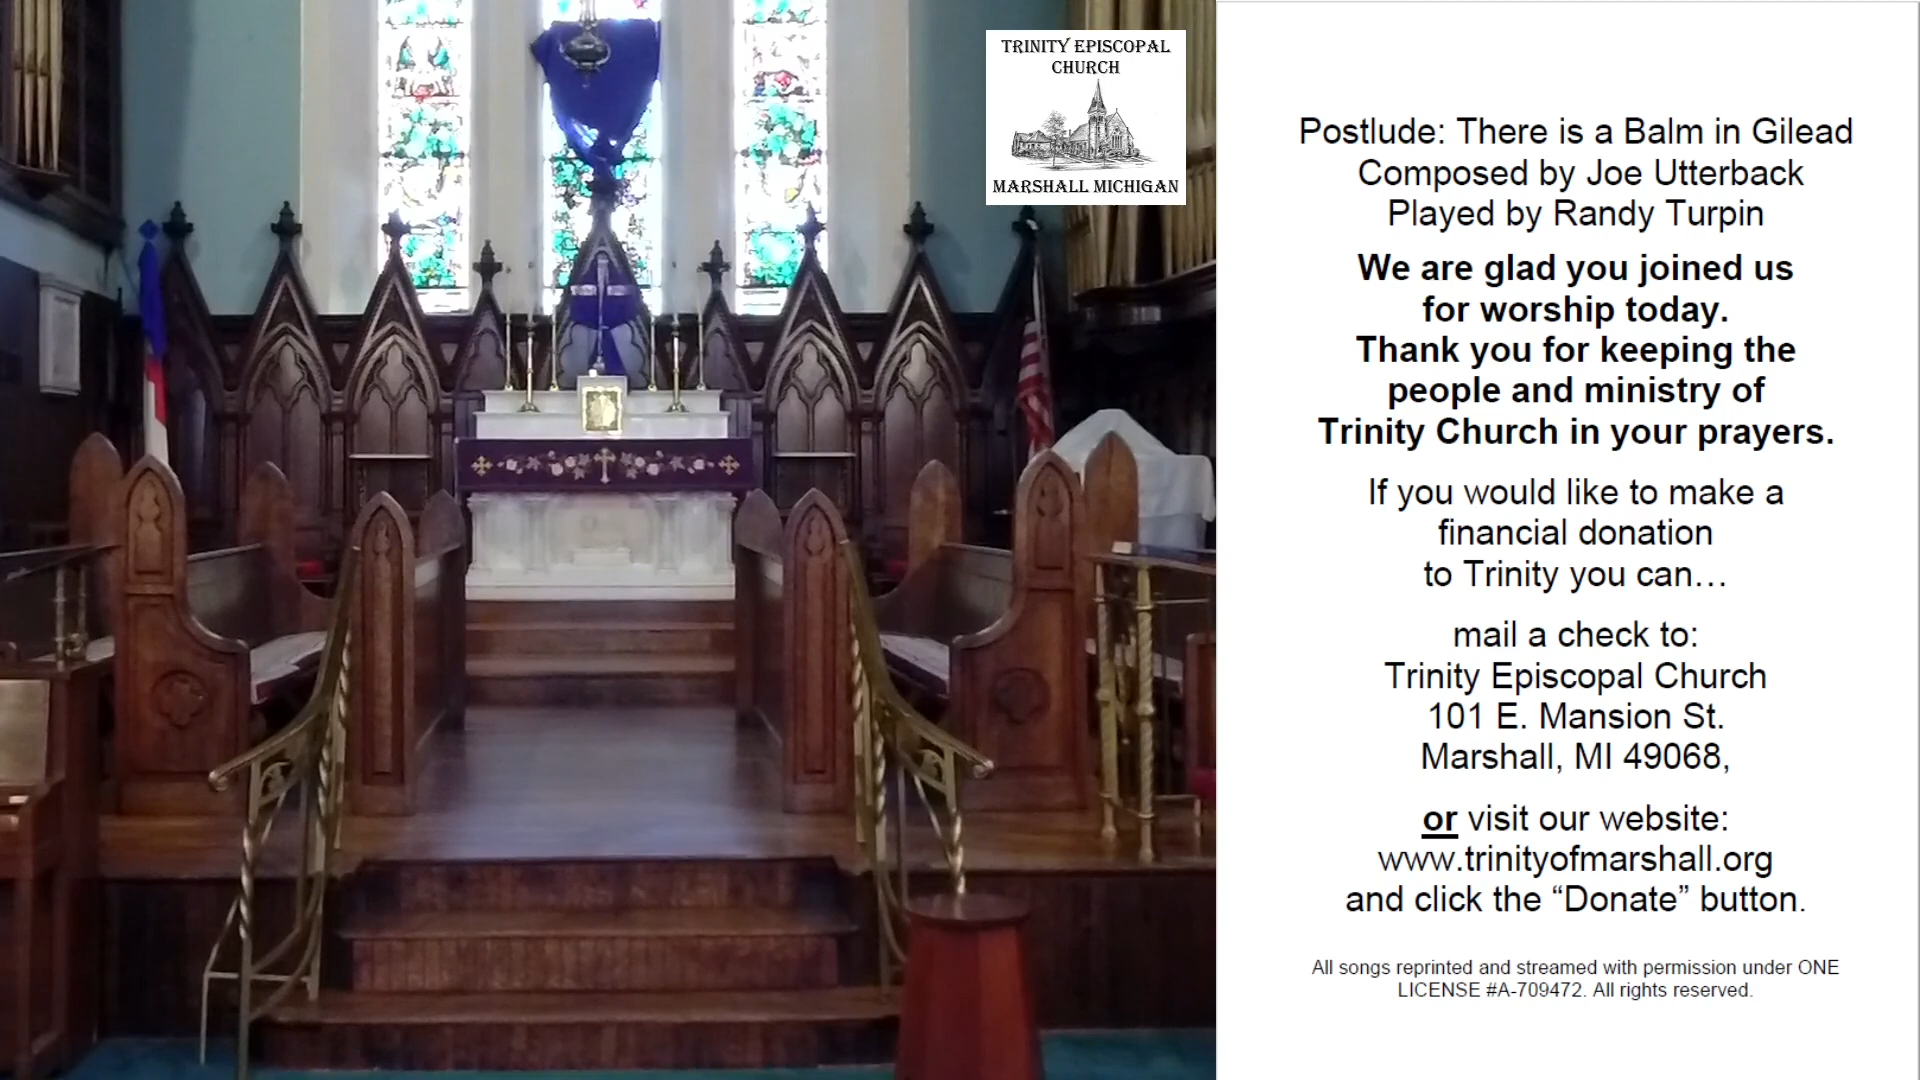 TRINITY EPISCOPAL
CHURCH
MARSHALL MICHIGAN
Postlude: There is a Balm in Gilead
Composed by Joe Utterback
Played by Randy Turpin
We are glad you joined us
for worship today.
Thank you for keeping the
people and ministry of
Trinity Church in your prayers.
If you would like to make a
financial donation
to Trinity you can…
mail a check to:
Trinity Episcopal Church
101 E. Mansion St.
Marshall, MI 49068,
or visit our website:
www.trinityofmarshall.org
and click the “Donate” button.
All songs reprinted and streamed with permission under ONE
LICENSE #A-709472. All rights reserved.